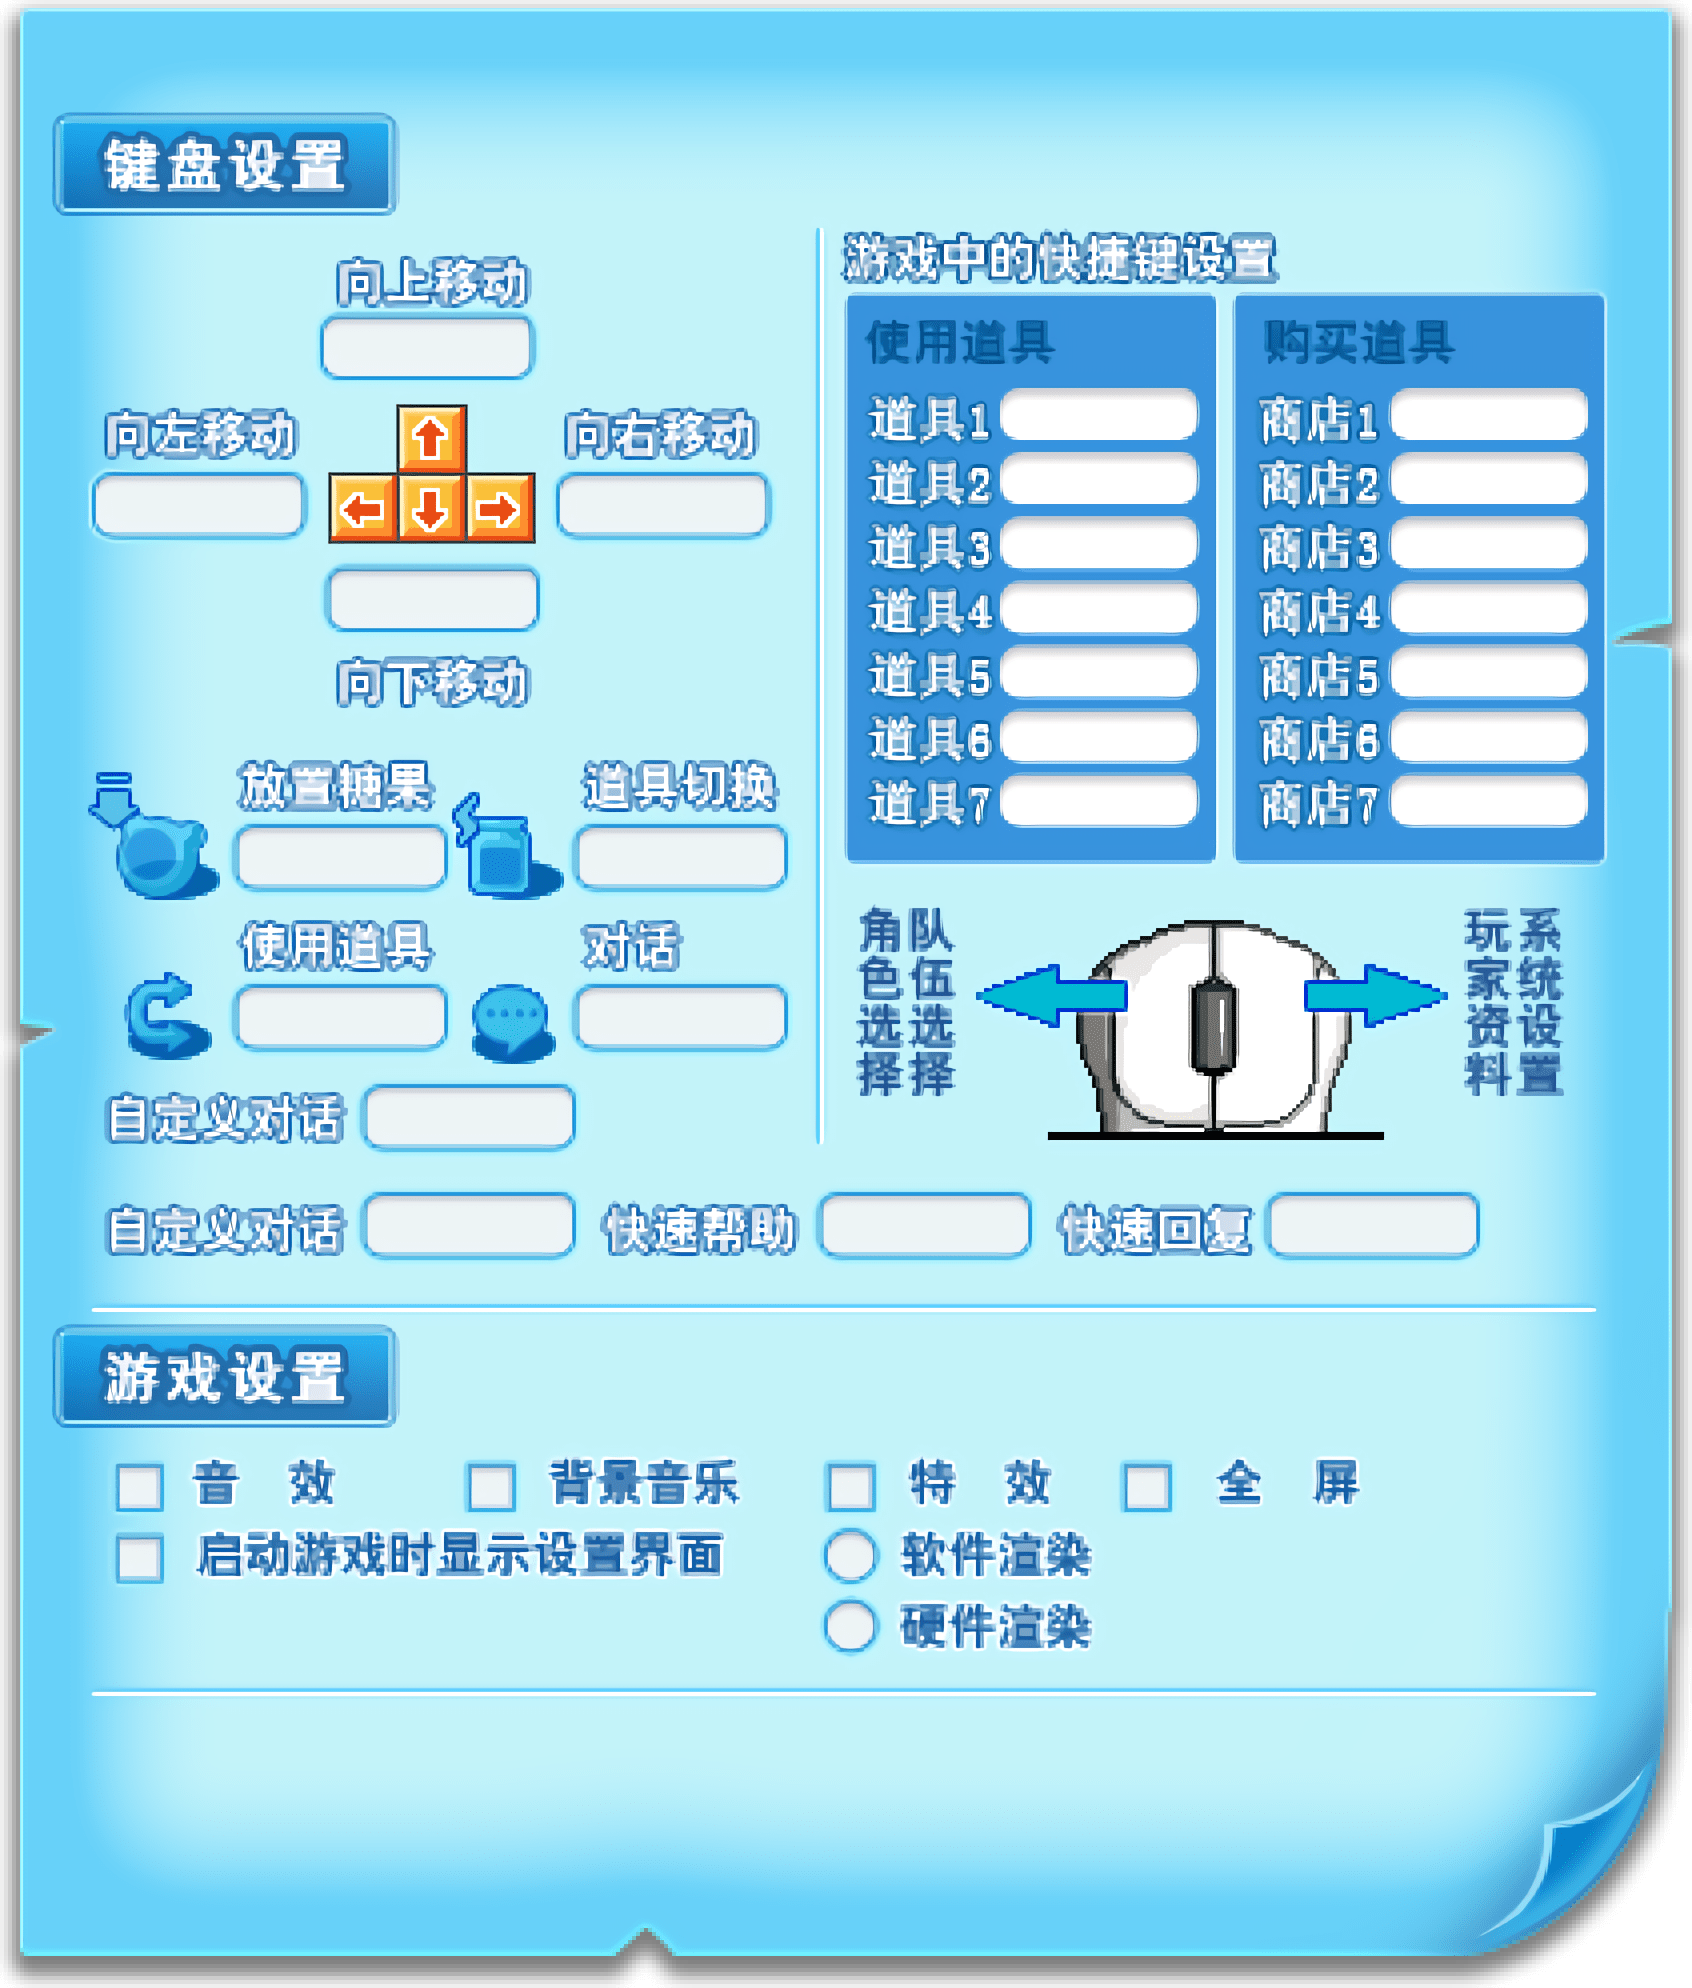 键盘设置
向上移动
向左移动
向右移动
向下移动
放置糖果
道具切换
使用道具
对话
自定义对话
游戏中的快捷键设置
使用道具
道具1
道具2
道具3
道具4
道具5
道具6
道具7
购买道具
商店1
商店2
商店3
商店4
商店5
商店6
商店7
角色选择
队伍选择
玩家资料
系统设置
自定义对话 快速帮助 快速回复
游戏设置
音 效 背景音乐 特 效 全 屏
启动游戏时显示设置界面 软件渲染
硬件渲染